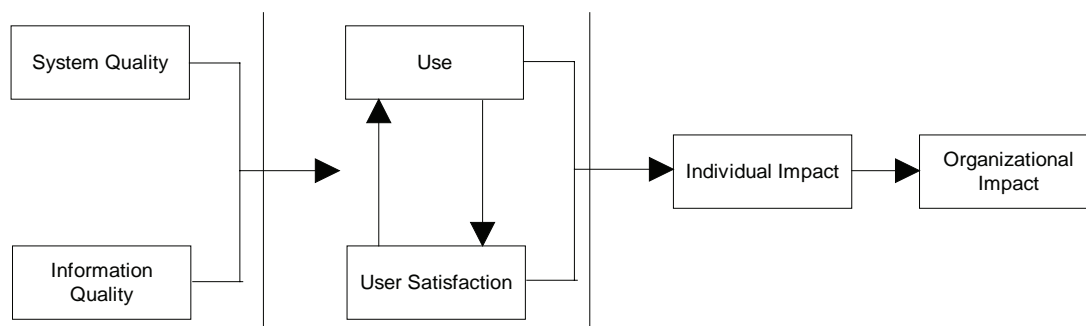 System Quality
Use
Individual Impact
Organizational
Impact
Information
Quality
User Satisfaction